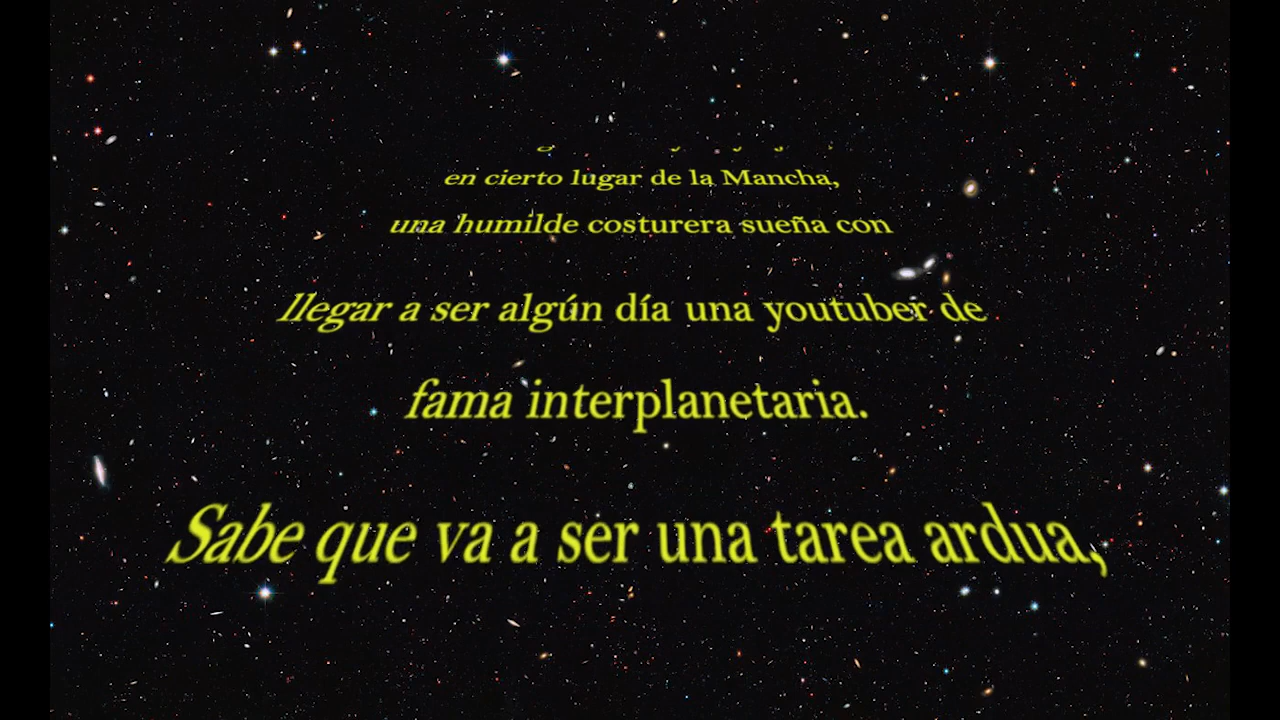 en cierto lugar de la Mancha,
una humilde costurera sueña con
llegar a ser algún día una youtuber de
fama interplanetaria.
Sabe que va a ser una tarea ardua,